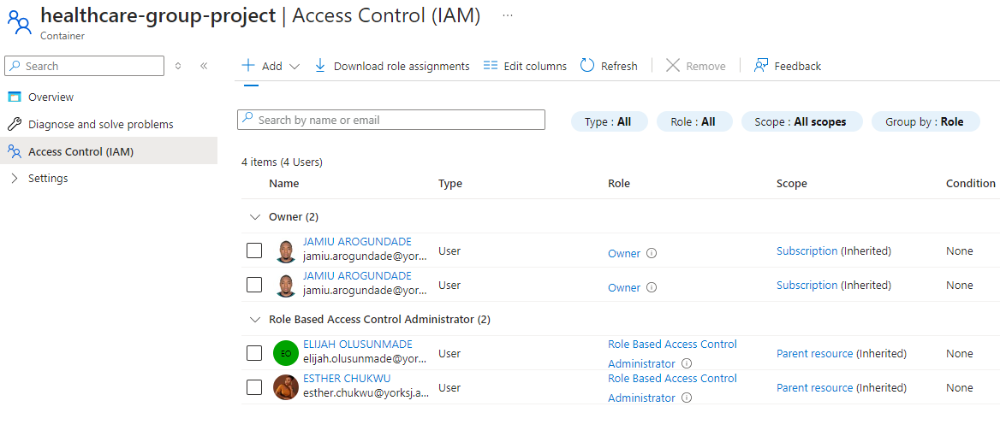 healthcare-group-project | Access Control (IAM) ...
Container
Search
Add
Download role assignments
Edit columns
Refresh
Remove
Feedback
Overview
Diagnose and solve problems
Access Control (IAM)
Settings
Search by name or email
Type : All
Role : All
Scope : All scopes
Group by : Role
4 items (4 Users)
Name Type Role Scope Condition
Owner (2)
JAMIU AROGUNDADE
jamiu.arogundade@yor... User Owner Subscription (Inherited) None
JAMIU AROGUNDADE
jamiu.arogundade@yor... User Owner Subscription (Inherited) None
Role Based Access Control Administrator (2)
EO
ELIJAH OLUSUNMADE
elijah.olusunmade@yor... User Role Based Access Control
Administrator Parent resource (Inherited) None
ESTHER CHUKWU
esther.chukwu@yorksj.a... User Role Based Access Control
Administrator Parent resource (Inherited) None